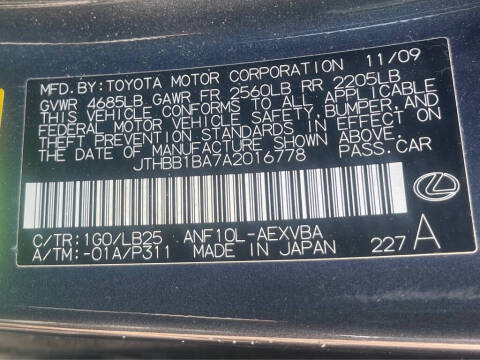 MFD.BY:TOYOTA MOTOR CORPORATION 11/09
GVWR 4685LB GAWR FR 2560LB RR 2205LB
THIS VEHICLE CONFORMS TO ALL APPLICABLE
FEDERAL MOTOR VEHICLE SAFETY,BUMPER,AND
THEFT PREVENTION STANDARDS IN EFFECT ON
THE DATE OF MANUFACTURE SHOWN ABOVE.
JTHBB1BA7A2016778 PASS.CAR
C/TR:1G0/LB25 ANF10L-AEXVBA
A/TM:-01A/P311 MADE IN JAPAN 227 A